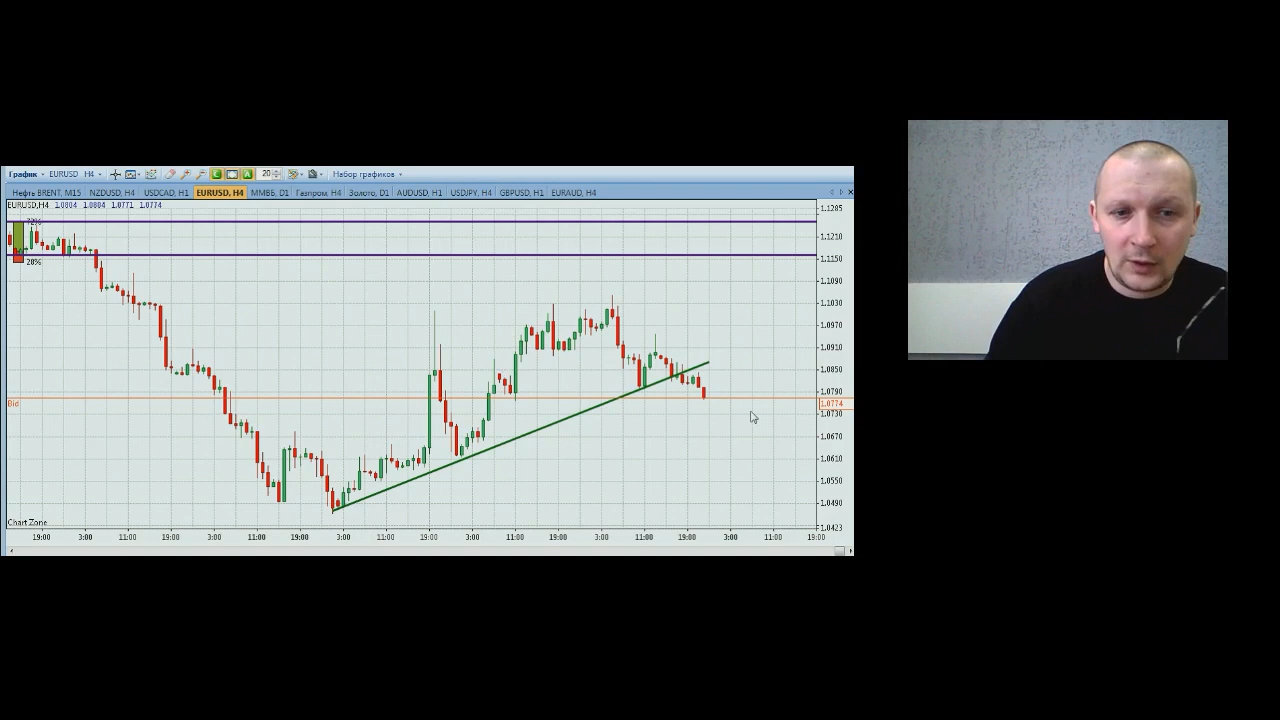 График EURUSD H4 20 Набор графиков
Нефть BRENT, M15 NZDUSD, H4 USDCAD, H1 EURUSD, H4 ММВБ, D1 Газпром, H4 Золото, D1 AUDUSD, H1 USDJPY, H4 GBPUSD, H1 EURAUD, H4
EURUSD,H4 1.0804 1.0804 1.0771 1.0774
1.1285
1.1210
28%
1.1150
1.1090
1.1030
1.0970
1.0910
1.0850
1.0790
Bid
1.0774
1.0730
1.0670
1.0610
1.0550
1.0490
Chart Zone
1.0423
19:00 3:00 11:00 19:00 3:00 11:00 19:00 3:00 11:00 19:00 3:00 11:00 19:00 3:00 11:00 19:00 3:00 11:00 19:00